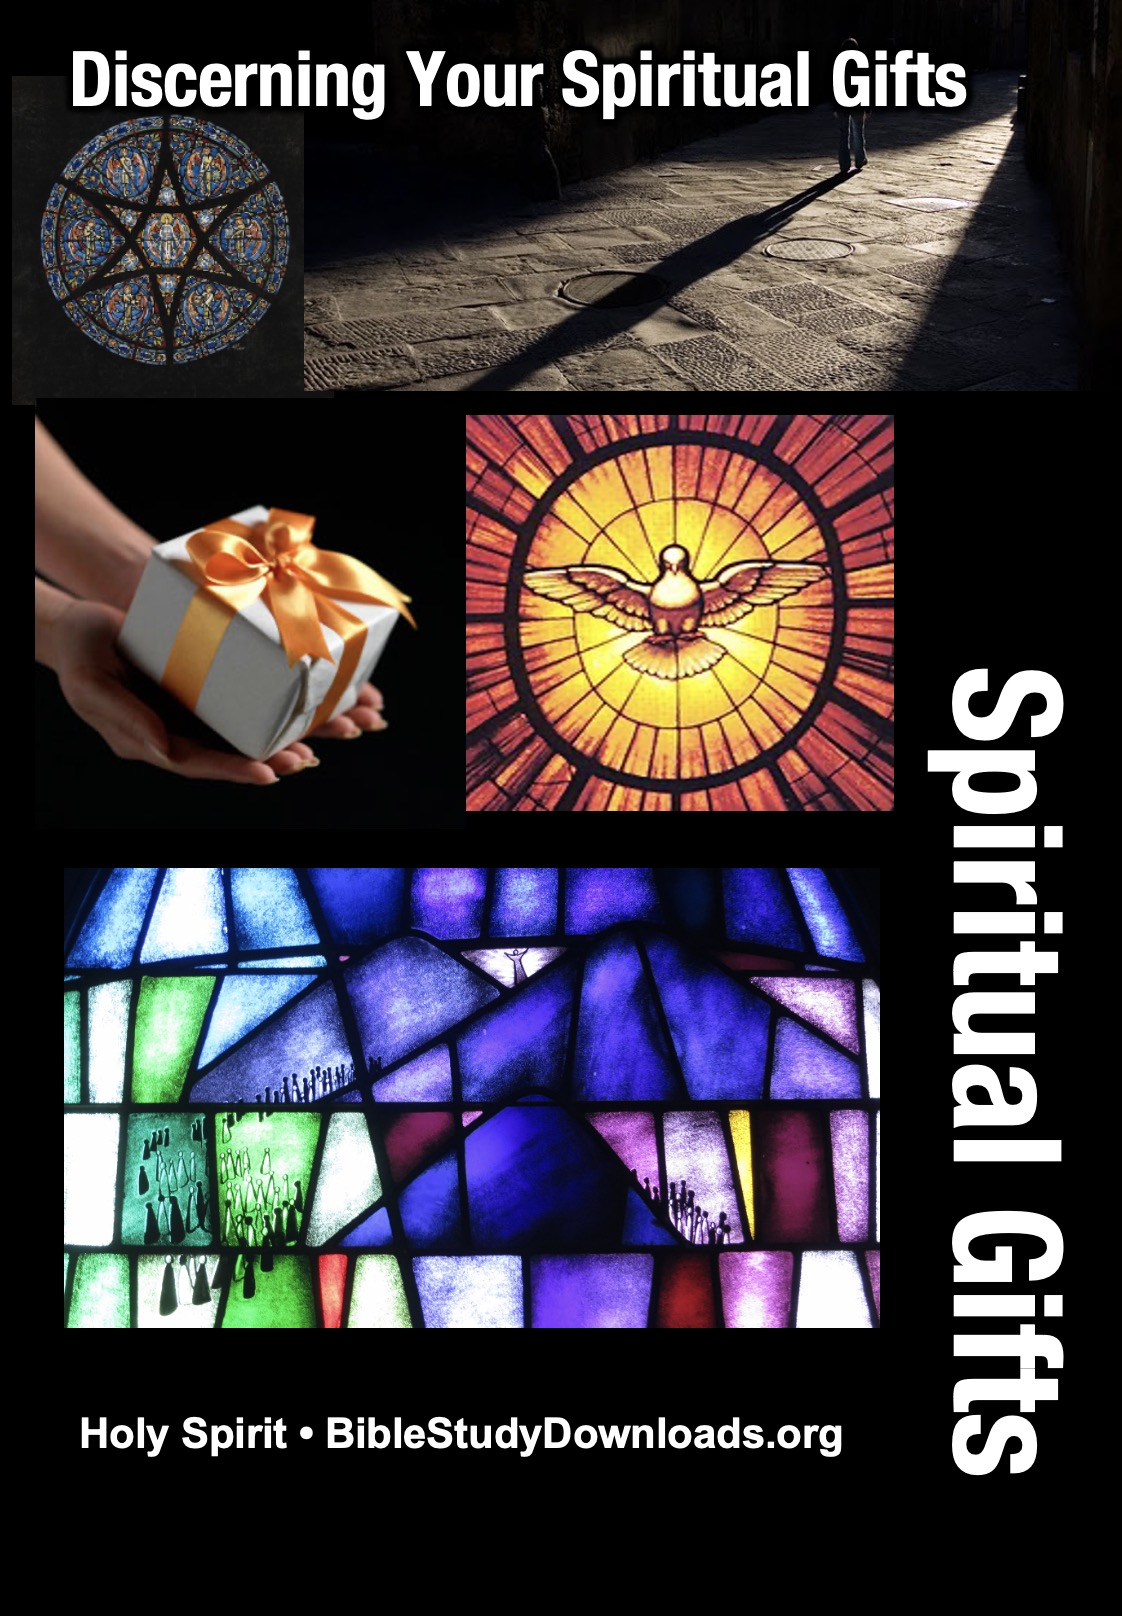 Discerning Your Spiritual Gifts
Spiritual Gifts
Holy Spirit • BibleStudyDownloads.org